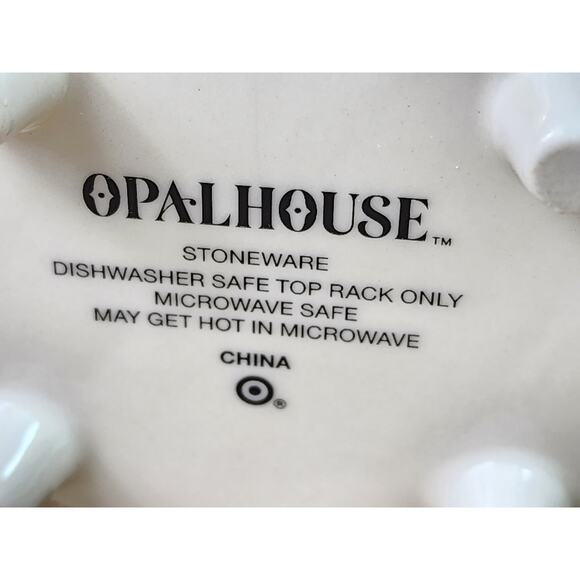 OPALHOUSE™
STONEWARE
DISHWASHER SAFE TOP RACK ONLY
MICROWAVE SAFE
MAY GET HOT IN MICROWAVE
CHINA
®